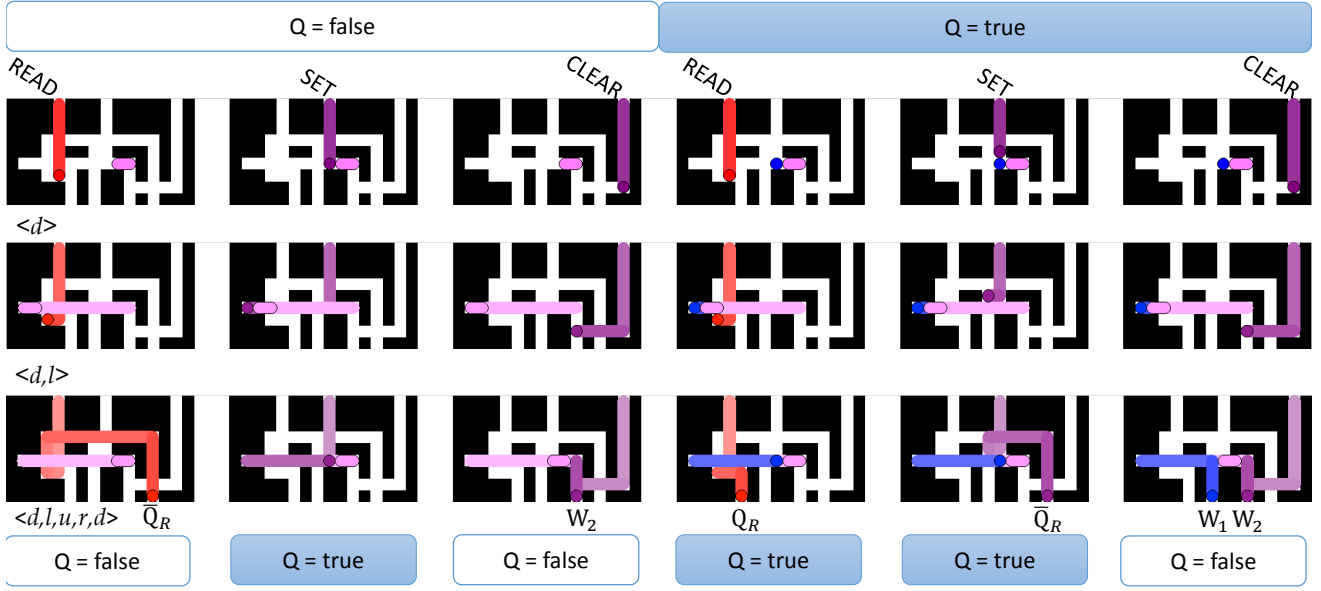 Q = false Q = true
READ SET CLEAR READ SET CLEAR
<d>
<d,l>
<d,l,u,r,d> Q̅R W2 QR Q̅R W1 W2
Q = false Q = true Q = false Q = true Q = true Q = false